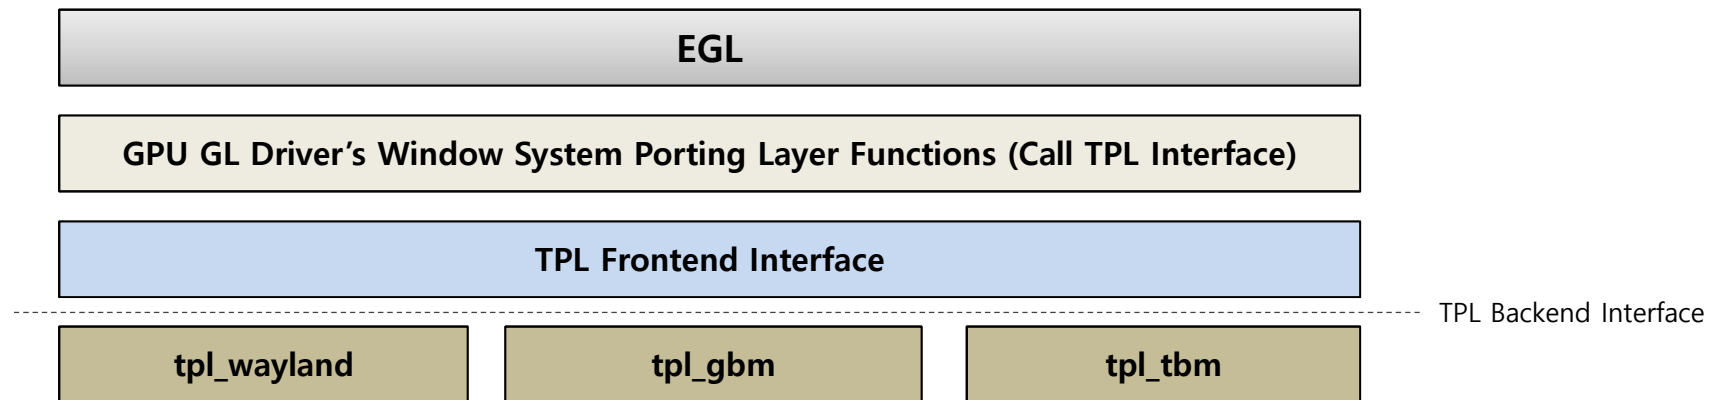 EGL
GPU GL Driver’s Window System Porting Layer Functions (Call TPL Interface)
TPL Frontend Interface
TPL Backend Interface
tpl_wayland
tpl_gbm
tpl_tbm